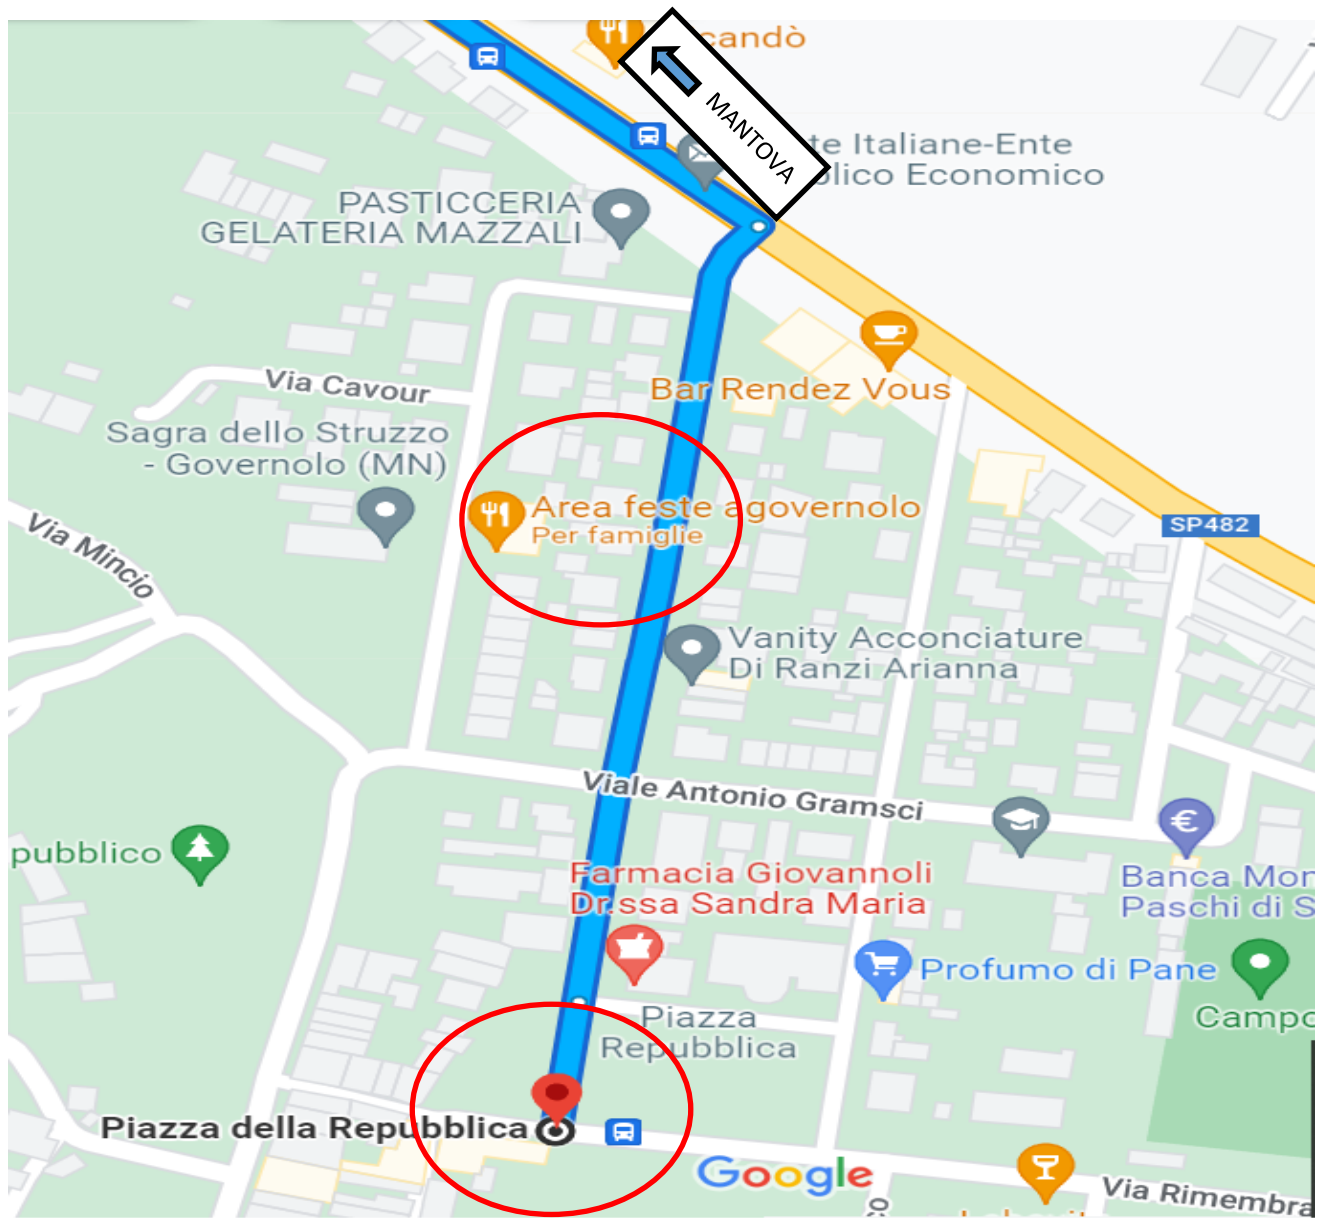 candò
MANTOVA
te Italiane-Ente
blico Economico
PASTICCERIA
GELATERIA MAZZALI
Bar Rendez Vous
Via Cavour
Sagra dello Struzzo
- Governolo (MN)
Area feste a governolo
Per famiglie
SP482
Via Mincio
Vanity Acconciature
Di Ranzi Arianna
Viale Antonio Gramsci
pubblico
Farmacia Giovannoli
Dr.ssa Sandra Maria
Banca Mon
Paschi di S
Profumo di Pane
Piazza
Repubblica
Campo
Piazza della Repubblica
Google
Via Rimembra